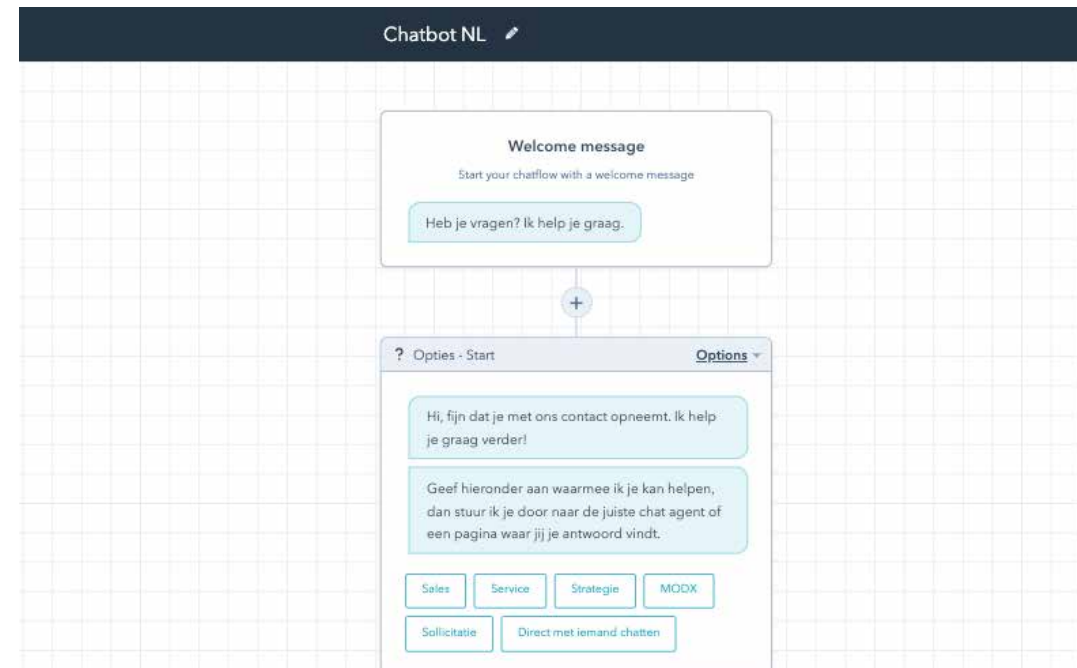 Chatbot NL
Welcome message
Start your chatflow with a welcome message
Heb je vragen? Ik help je graag.
+
? Opties - Start
Options
Hi, fijn dat je met ons contact opneemt. Ik help
je graag verder!
Geef hieronder aan waarmee ik je kan helpen,
dan stuur ik je door naar de juiste chat agent of
een pagina waar jij je antwoord vindt.
Sales
Service
Strategie
MODX
Sollicitatie
Direct met iemand chatten